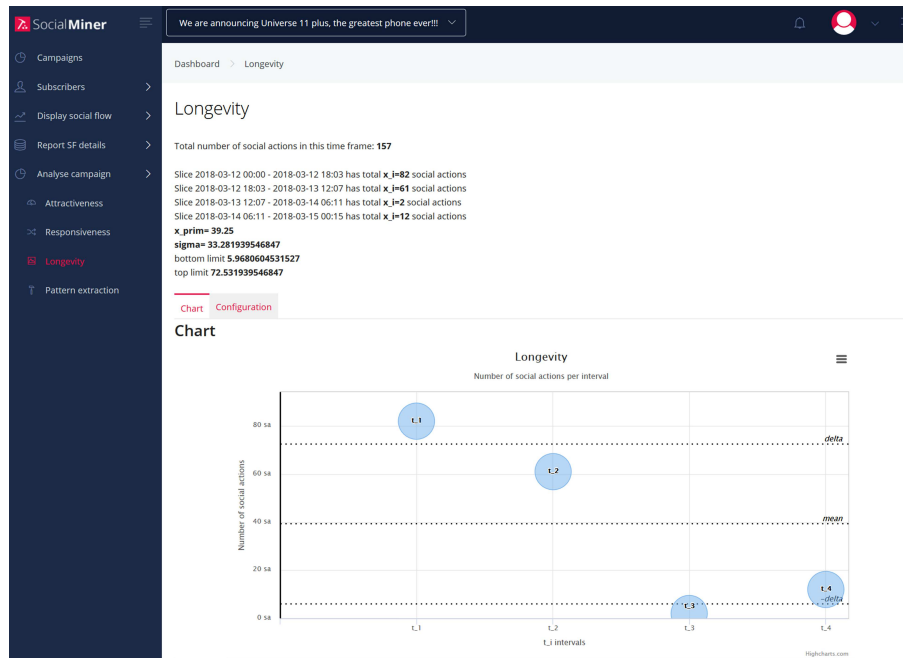 SocialMiner
We are announcing Universe 11 plus, the greatest phone ever!!!
Campaigns
Subscribers
Display social flow
Report SF details
Analyse campaign
Attractiveness
Responsiveness
Longevity
Pattern extraction
Dashboard > Longevity
Longevity
Total number of social actions in this time frame: 157
Slice 2018-03-12 00:00 - 2018-03-12 18:03 has total x_i=82 social actions
Slice 2018-03-12 18:03 - 2018-03-13 12:07 has total x_i=61 social actions
Slice 2018-03-13 12:07 - 2018-03-14 06:11 has total x_i=2 social actions
Slice 2018-03-14 06:11 - 2018-03-15 00:15 has total x_i=12 social actions
x_prim= 39.25
sigma= 33.281939546847
bottom limit 5.9680604531527
top limit 72.531939546847
Chart Configuration
Chart
Longevity
Number of social actions per interval
Number of social actions
80 sa
60 sa
40 sa
20 sa
0 sa
t_1
t_2
t_3
t_4
delta
mean
-delta
t_1 t_2 t_3 t_4
t_i intervals
Highcharts.com